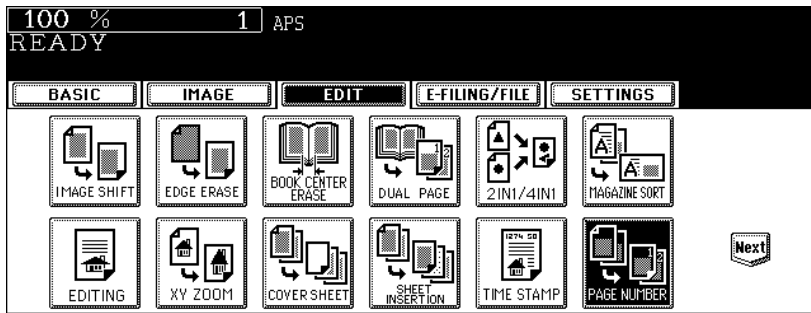 100 % 1 APS
READY
BASIC IMAGE EDIT E-FILING/FILE SETTINGS
IMAGE SHIFT
EDGE ERASE
BOOK CENTER
ERASE
DUAL PAGE
2IN1/4IN1
MAGAZINE SORT
EDITING
XY ZOOM
COVER SHEET
SHEET
INSERTION
TIME STAMP
PAGE NUMBER
Next